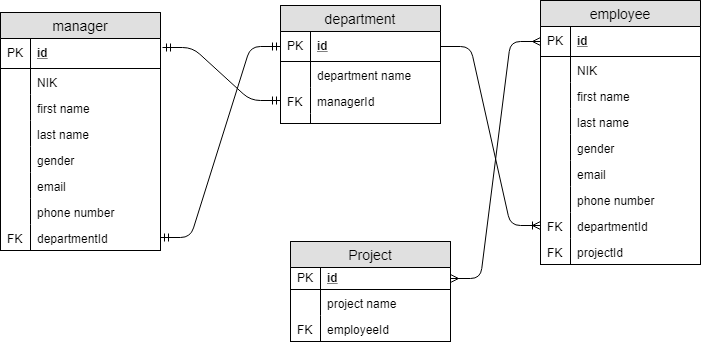 manager
PK id
NIK
first name
last name
gender
email
phone number
FK departmentId
department
PK id
department name
FK managerId
employee
PK id
NIK
first name
last name
gender
email
phone number
FK departmentId
FK projectId
Project
PK id
project name
FK employeeId